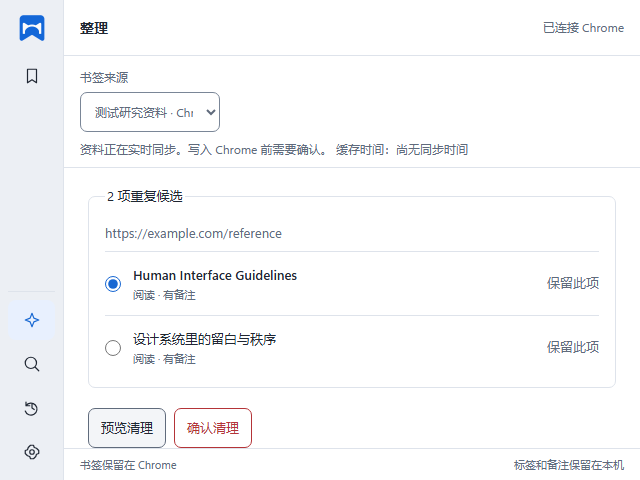 整理
已连接 Chrome
书签来源
测试研究资料 · Chr
资料正在实时同步。写入 Chrome 前需要确认。 缓存时间：尚无同步时间
2 项重复候选
https://example.com/reference
Human Interface Guidelines
阅读 · 有备注
保留此项
设计系统里的留白与秩序
阅读 · 有备注
保留此项
预览清理
确认清理
书签保留在 Chrome
标签和备注保留在本机